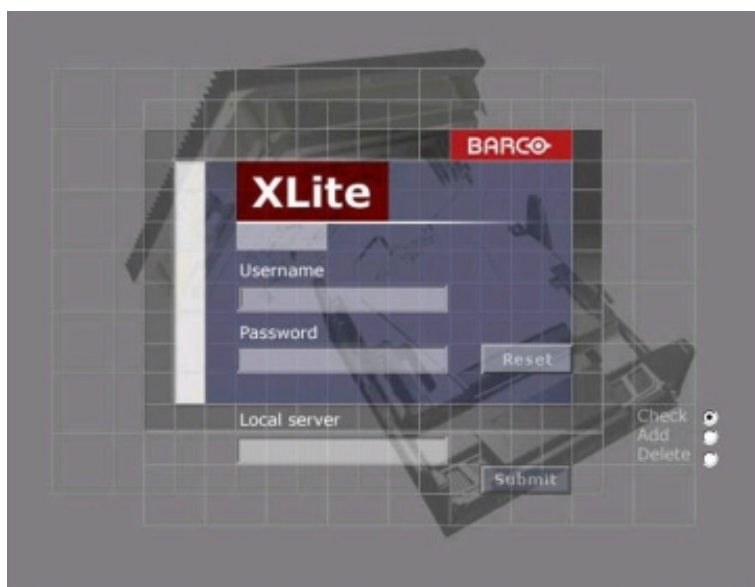 BARCO
XLite
Username
Password
Reset
Local server
Check
Add
Delete
Submit